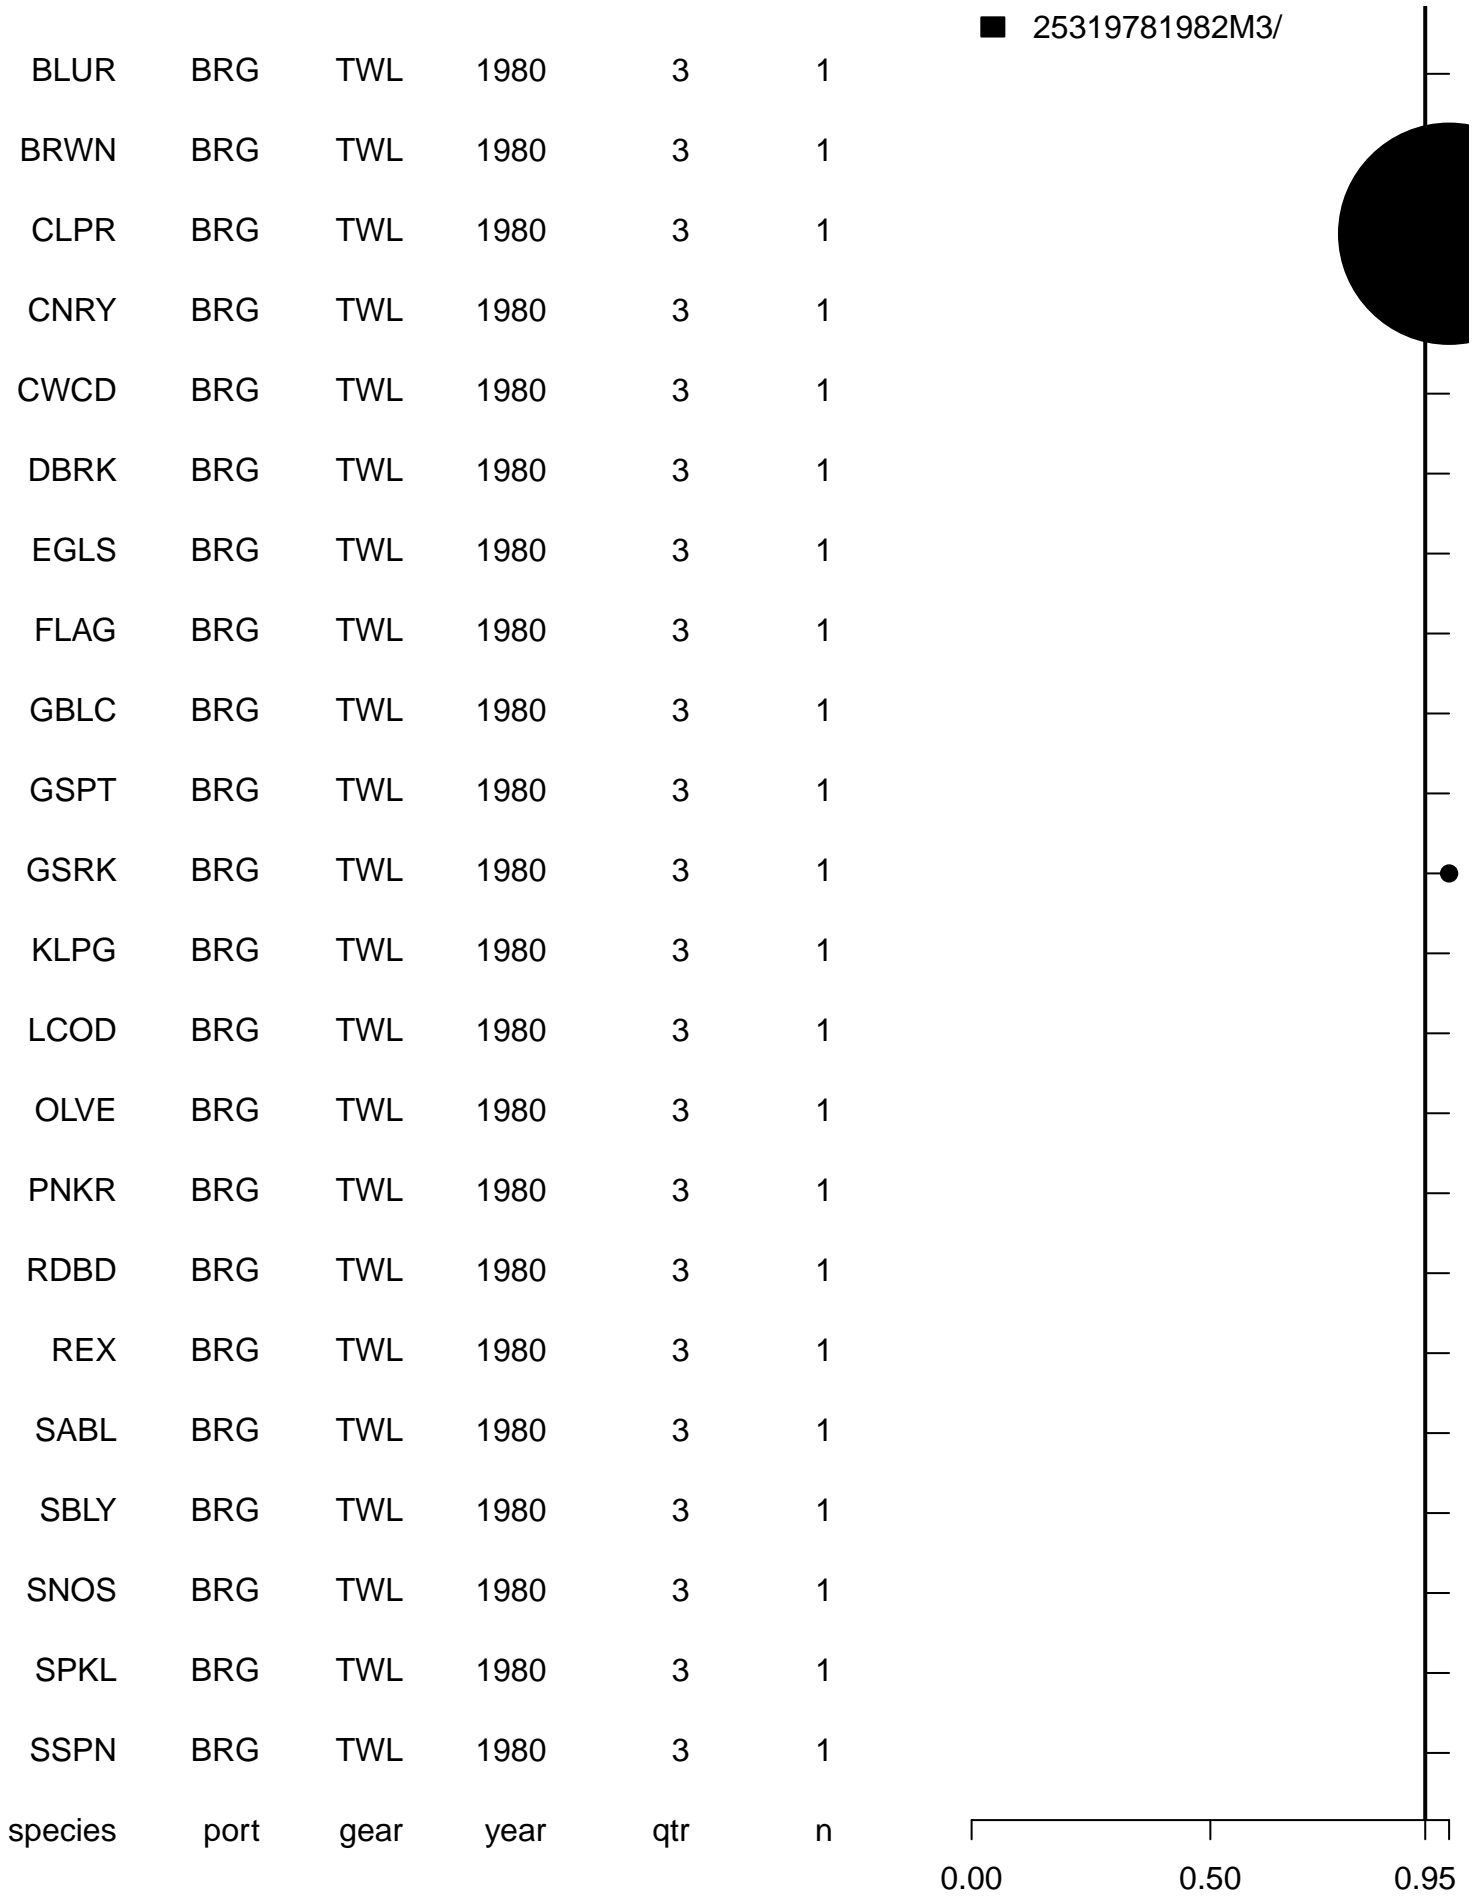 25319781982M3/
BLUR BRG TWL 1980 3 1
BRWN BRG TWL 1980 3 1
CLPR BRG TWL 1980 3 1
CNRY BRG TWL 1980 3 1
CWCD BRG TWL 1980 3 1
DBRK BRG TWL 1980 3 1
EGLS BRG TWL 1980 3 1
FLAG BRG TWL 1980 3 1
GBLC BRG TWL 1980 3 1
GSPT BRG TWL 1980 3 1
GSRK BRG TWL 1980 3 1
KLPG BRG TWL 1980 3 1
LCOD BRG TWL 1980 3 1
OLVE BRG TWL 1980 3 1
PNKR BRG TWL 1980 3 1
RDBD BRG TWL 1980 3 1
REX BRG TWL 1980 3 1
SABL BRG TWL 1980 3 1
SBLY BRG TWL 1980 3 1
SNOS BRG TWL 1980 3 1
SPKL BRG TWL 1980 3 1
SSPN BRG TWL 1980 3 1
species port gear year qtr n
0.00 0.50 0.95